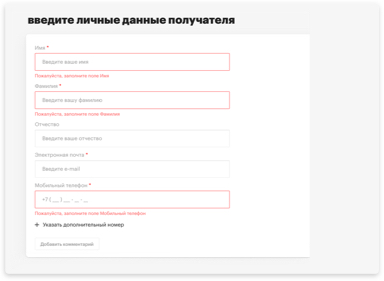 введите личные данные получателя
Имя *
Введите ваше имя
Пожалуйста, заполните поле Имя
Фамилия *
Введите вашу фамилию
Пожалуйста, заполните поле Фамилия
Отчество
Введите ваше отчество
Электронная почта *
Введите e-mail
Мобильный телефон *
+7 ( __ ) __ - _ - __
Пожалуйста, заполните поле Мобильный телефон
+ Указать дополнительный номер
Добавить комментарий